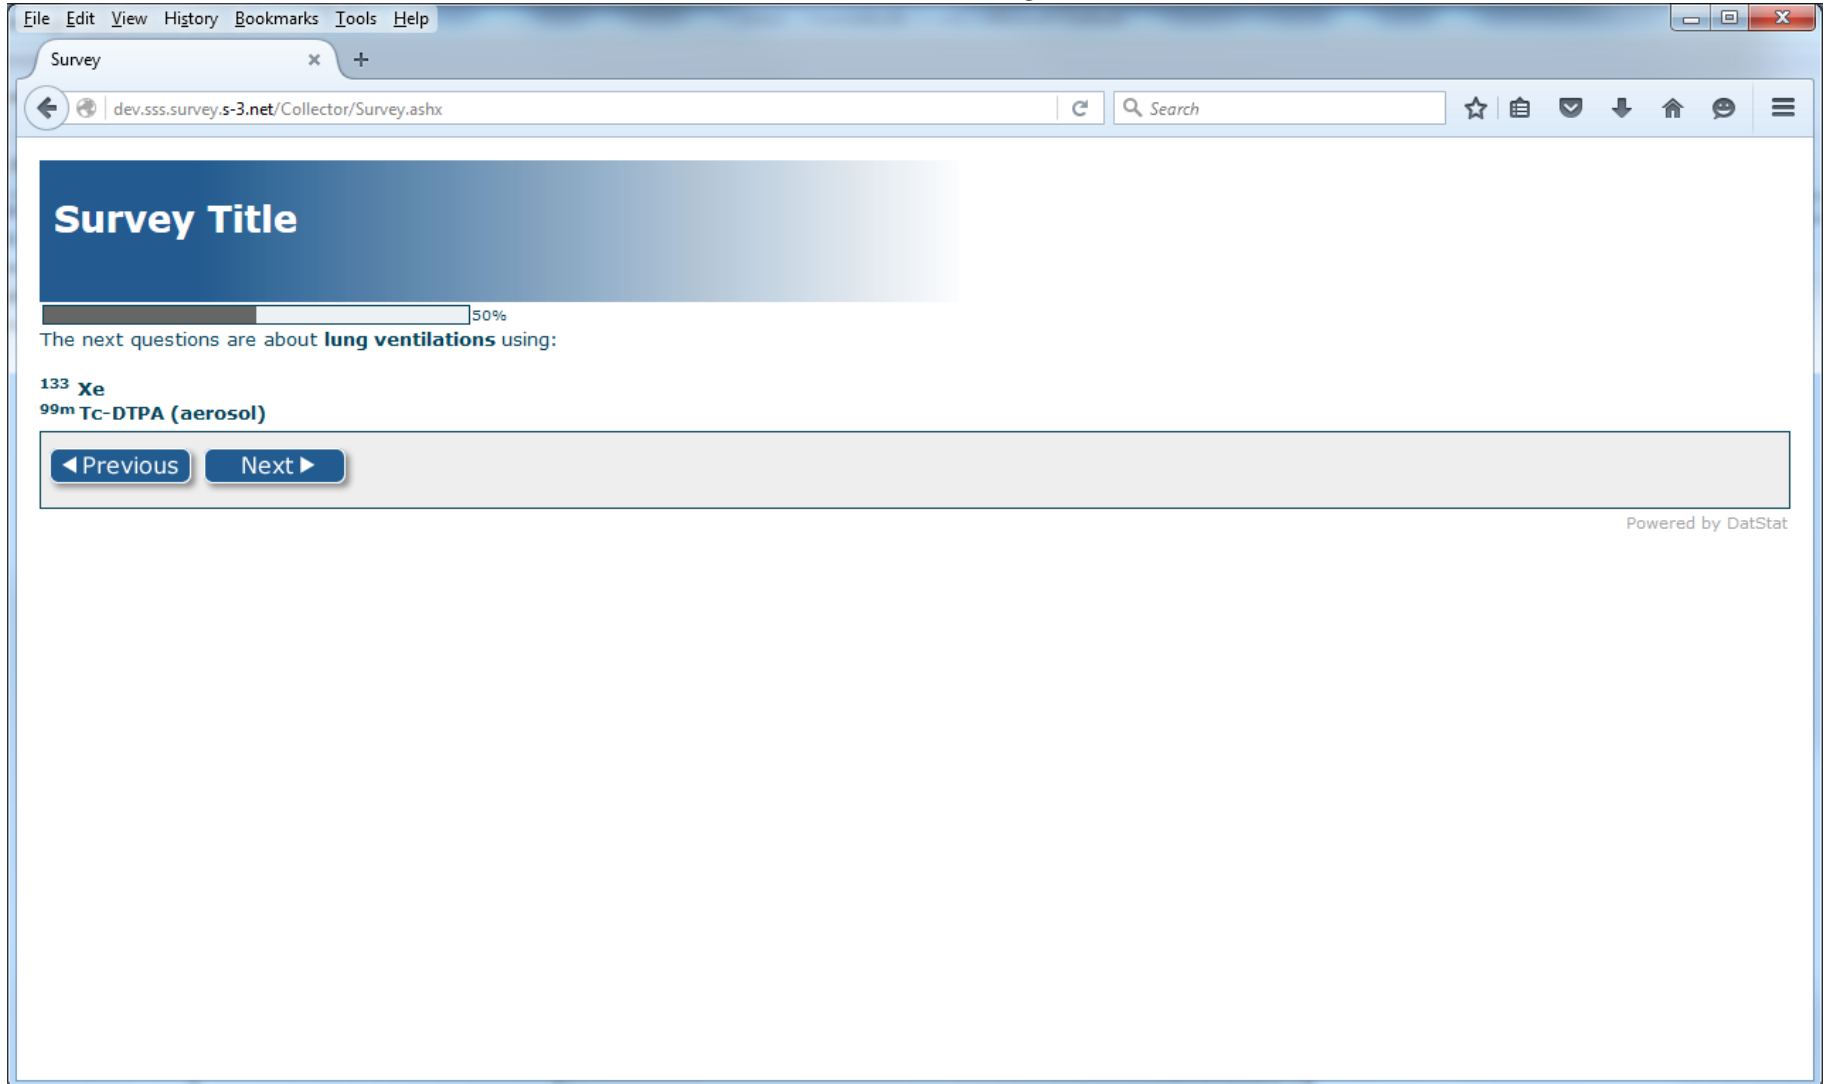 File Edit View History Bookmarks Tools Help
Survey
dev.sss.survey.s-3.net/Collector/Survey.ashx
Search
Survey Title
50%
The next questions are about lung ventilations using:
133 Xe
99m Tc-DTPA (aerosol)
Previous Next
Powered by DatStat